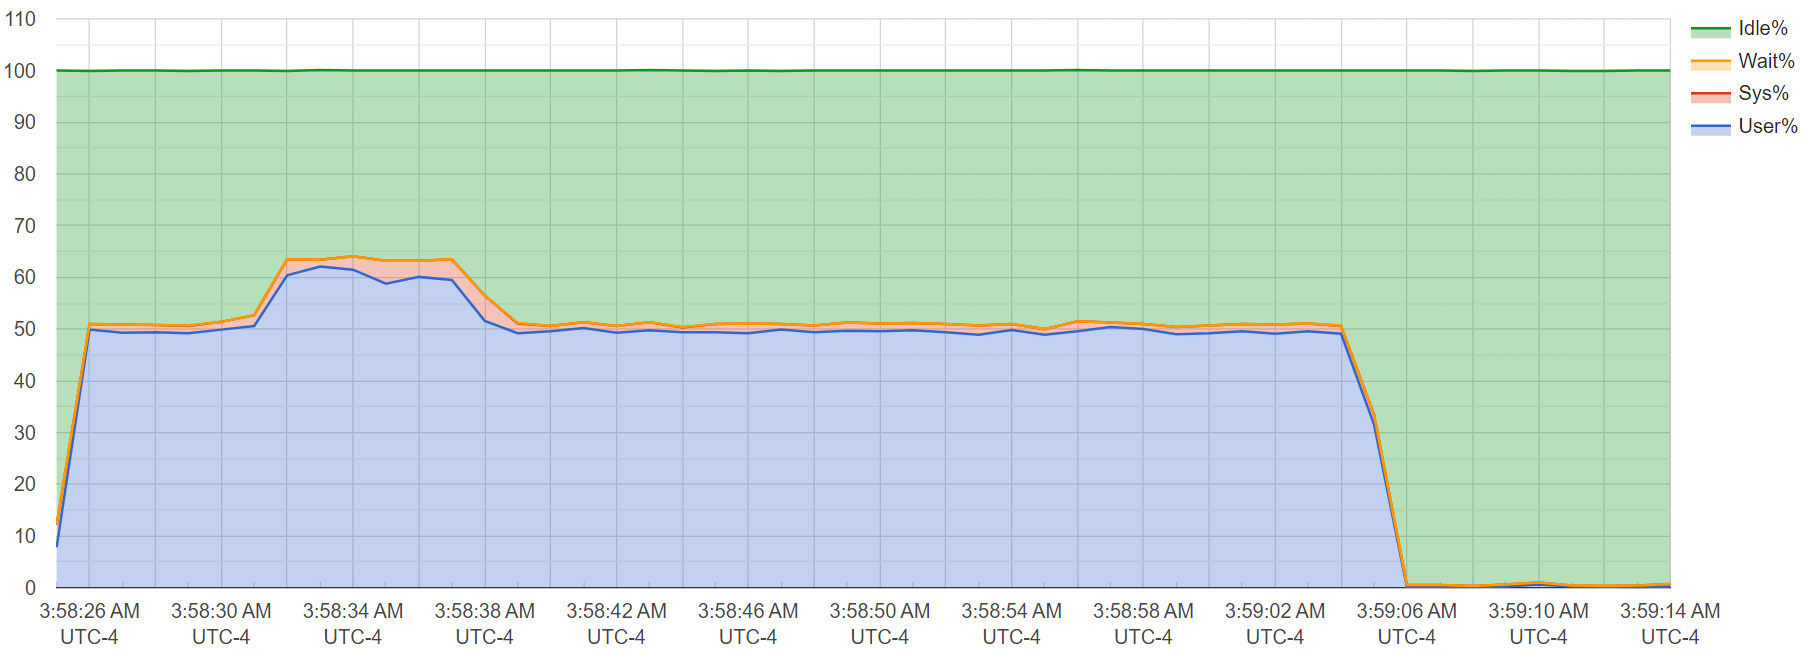 110
100
90
80
70
60
50
40
30
20
10
0
3:58:26 AM UTC-4
3:58:30 AM UTC-4
3:58:34 AM UTC-4
3:58:38 AM UTC-4
3:58:42 AM UTC-4
3:58:46 AM UTC-4
3:58:50 AM UTC-4
3:58:54 AM UTC-4
3:58:58 AM UTC-4
3:59:02 AM UTC-4
3:59:06 AM UTC-4
3:59:10 AM UTC-4
3:59:14 AM UTC-4
Idle%
Wait%
Sys%
User%